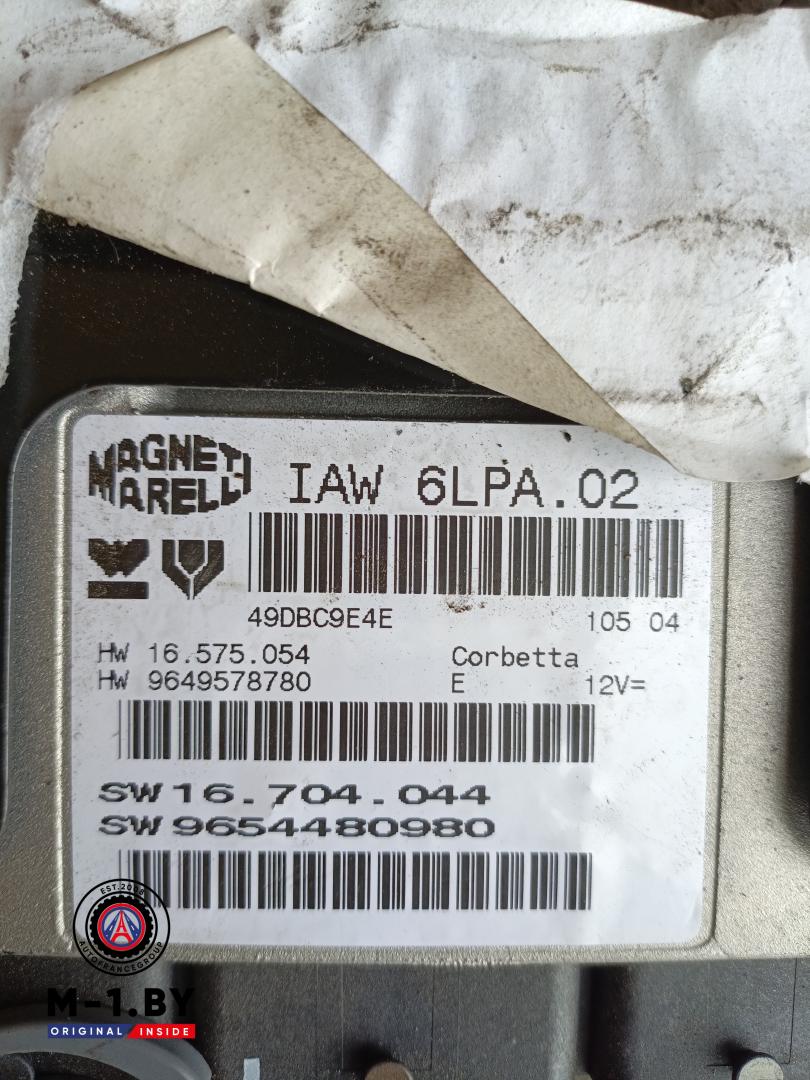 MAGNETI
MARELLI
IAW 6LPA.02
49DBC9E4E 105 04
HW 16.575.054 Corbetta
HW 9649578780 E 12V=
SW 16.704.044
SW 9654480980
EST.2008
AUTOFRANCEGROUP
M-1.BY
ORIGINAL INSIDE